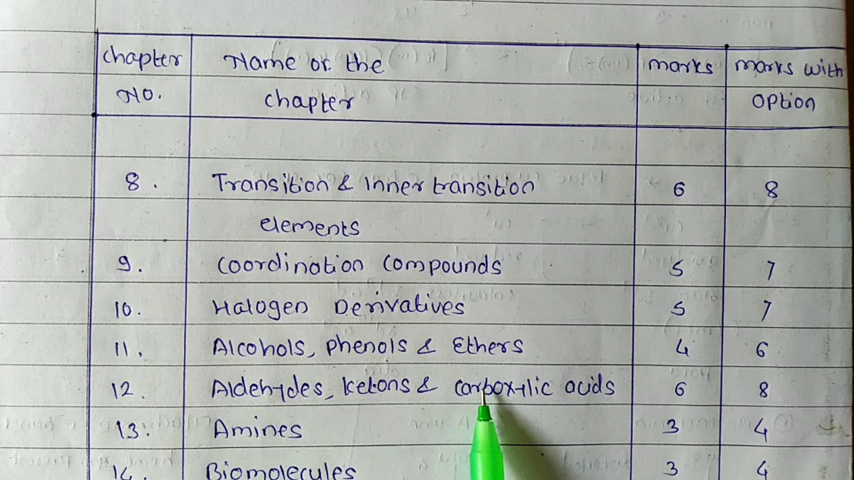 chapter Name of the marks marks with
No. chapter option
8. Transition & Inner transition 6 8
elements
9. Coordination compounds 5 7
10. Halogen Derivatives 5 7
11. Alcohols, phenols & Ethers 4 6
12. Aldehydes, ketons & carboxylic acids 6 8
13. Amines 3 4
14. Biomolecules 3 4